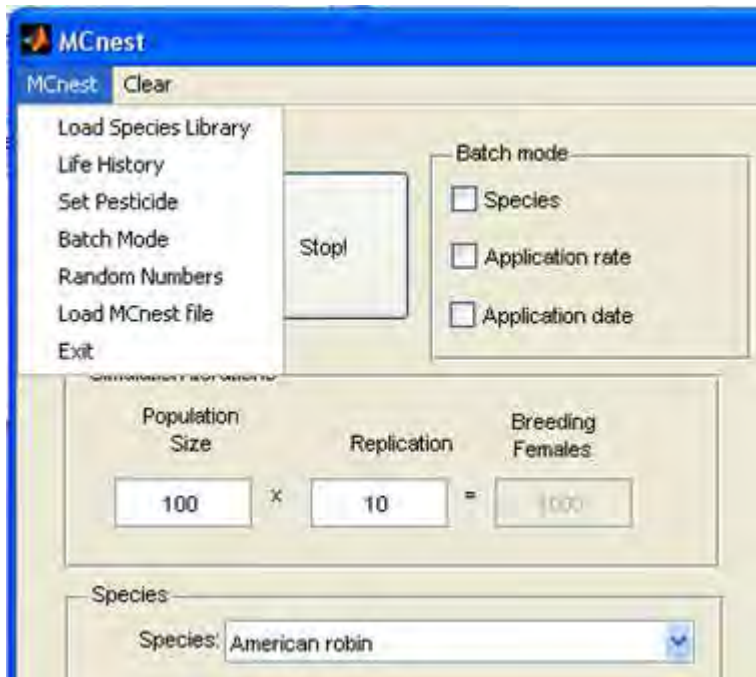 MCnest
MCnest Clear
Load Species Library
Life History
Set Pesticide
Batch Mode
Random Numbers
Load MCnest file
Exit
Stop!
Batch mode
Species
Application rate
Application date
Population
Size
Replication
Breeding
Females
100 x 10 = 1000
Species
Species: American robin